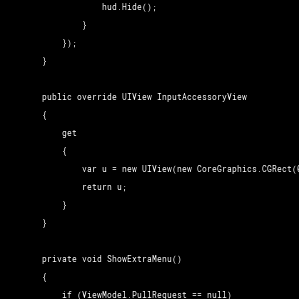 hud.Hide();
}
});
}
public override UIView InputAccessoryView
{
get
{
var u = new UIView(new CoreGraphics.CGRect(
return u;
}
}
private void ShowExtraMenu()
{
if (ViewModel.PullRequest == null)